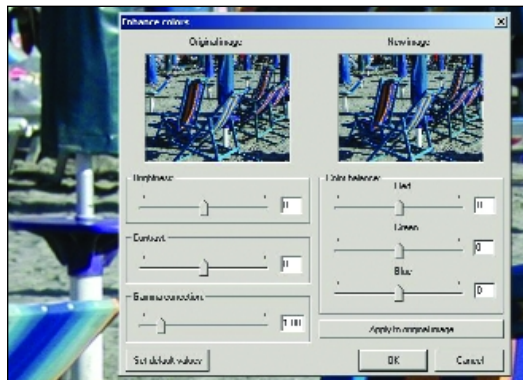 Enhance colors
Original image
New image
Brightness:
0
Contrast:
0
Gamma correction:
1.00
Color balance:
Red
0
Green
0
Blue
0
Apply to original image
Set default values
OK
Cancel